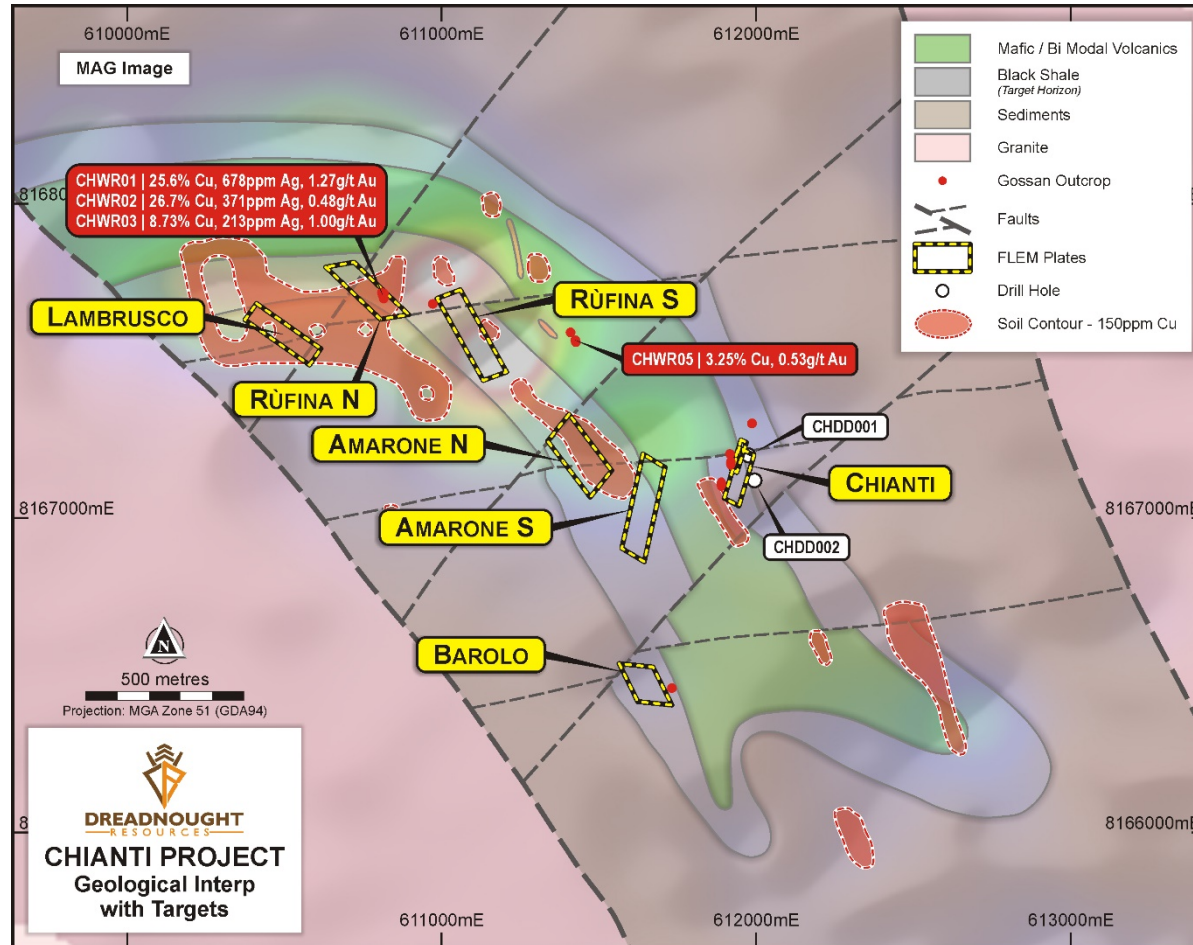 610000mE
611000mE
612000mE
MAG Image
Mafic / Bi Modal Volcanics
Black Shale
(Target Horizon)
Sediments
Granite
Gossan Outcrop
Faults
FLEM Plates
Drill Hole
Soil Contour - 150ppm Cu
CHWR01 | 25.6% Cu, 678ppm Ag, 1.27g/t Au
CHWR02 | 26.7% Cu, 371ppm Ag, 0.48g/t Au
CHWR03 | 8.73% Cu, 213ppm Ag, 1.00g/t Au
81680
LAMBRUSCO
RÙFINA S
CHWR05 | 3.25% Cu, 0.53g/t Au
RÙFINA N
AMARONE N
CHDD001
CHIANTI
8167000mE
8167000mE
AMARONE S
CHDD002
BAROLO
N
500 metres
Projection: MGA Zone 51 (GDA94)
DREADNOUGHT
RESOURCES
CHIANTI PROJECT
Geological Interp
with Targets
8
8166000mE
611000mE
612000mE
613000mE